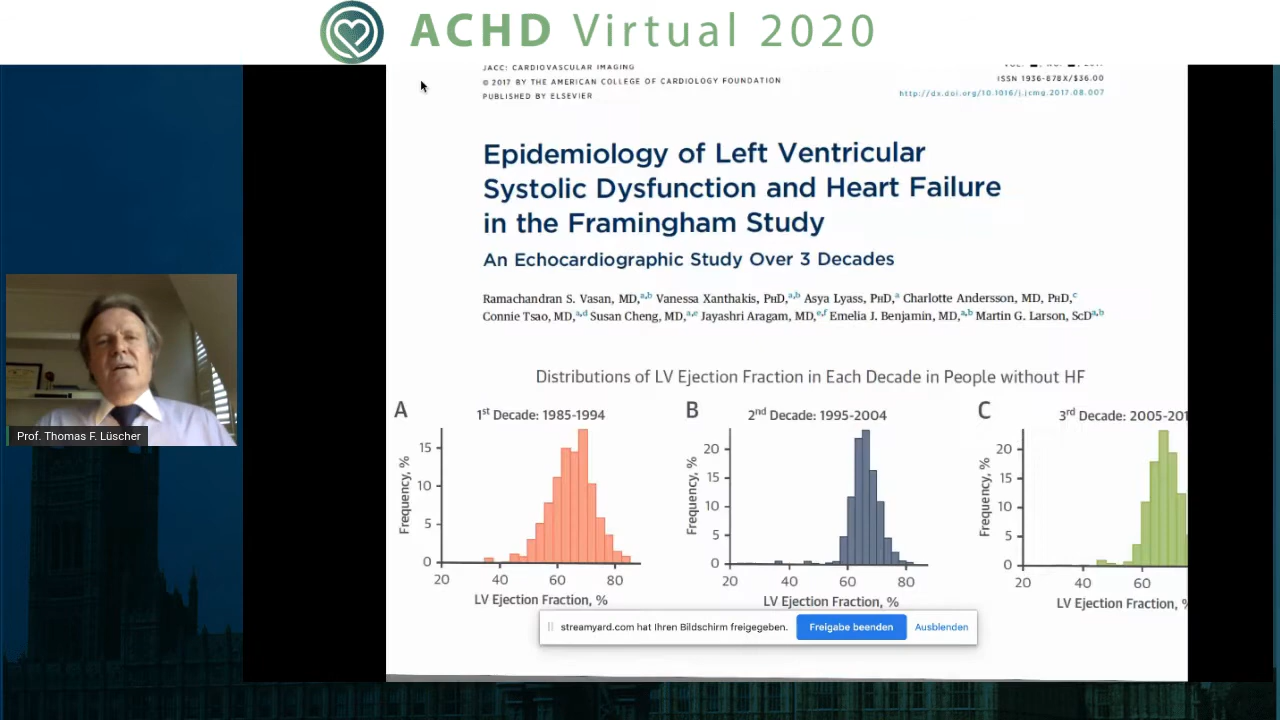 ACHD Virtual 2020
JACC: CARDIOVASCULAR IMAGING
© 2017 BY THE AMERICAN COLLEGE OF CARDIOLOGY FOUNDATION
ISSN 1936-878X/$36.00
PUBLISHED BY ELSEVIER
http://dx.doi.org/10.1016/j.jcmg.2017.08.007
Epidemiology of Left Ventricular
Systolic Dysfunction and Heart Failure
in the Framingham Study
An Echocardiographic Study Over 3 Decades
Ramachandran S. Vasan, MD,a,b Vanessa Xanthakis, PhD,a,b Asya Lyass, PhD,a Charlotte Andersson, MD, PhD,c
Connie Tsao, MD,a,d Susan Cheng, MD,a,e Jayashri Aragam, MD,e,f Emelia J. Benjamin, MD,a,b Martin G. Larson, ScDa,b
Distributions of LV Ejection Fraction in Each Decade in People without HF
A
1st Decade: 1985-1994
Frequency, %
15
10
5
0
20 40 60 80
LV Ejection Fraction, %
B
2nd Decade: 1995-2004
Frequency, %
20
15
10
5
0
20 40 60 80
LV Ejection Fraction, %
C
3rd Decade: 2005-201
Frequency, %
20
15
10
5
0
20 40 60
LV Ejection Fraction, %
streamyard.com hat Ihren Bildschirm freigegeben.
Freigabe beenden
Ausblenden
Prof. Thomas F. Lüscher